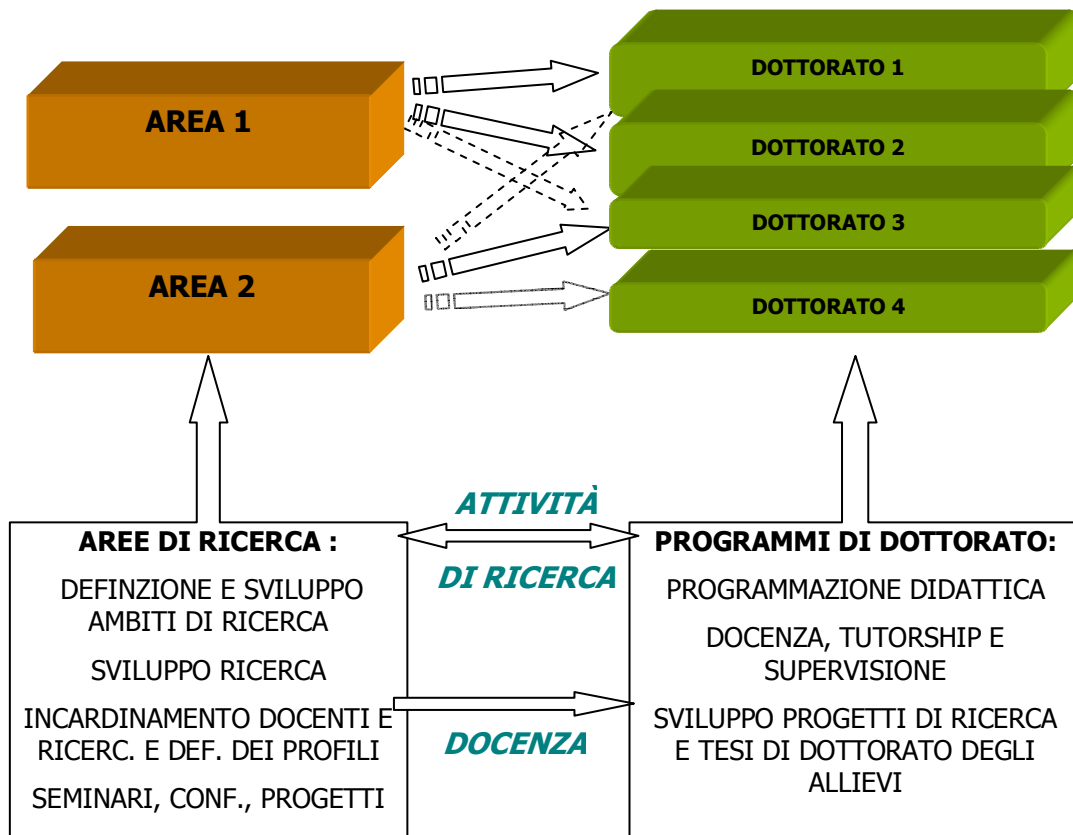 AREA 1
AREA 2
DOTTORATO 1
DOTTORATO 2
DOTTORATO 3
DOTTORATO 4
AREE DI RICERCA :
DEFINZIONE E SVILUPPO
AMBITI DI RICERCA
SVILUPPO RICERCA
INCARDINAMENTO DOCENTI E
RICERC. E DEF. DEI PROFILI
SEMINARI, CONF., PROGETTI
ATTIVITÀ
DI RICERCA
DOCENZA
PROGRAMMI DI DOTTORATO:
PROGRAMMAZIONE DIDATTICA
DOCENZA, TUTORSHIP E
SUPERVISIONE
SVILUPPO PROGETTI DI RICERCA
E TESI DI DOTTORATO DEGLI
ALLIEVI